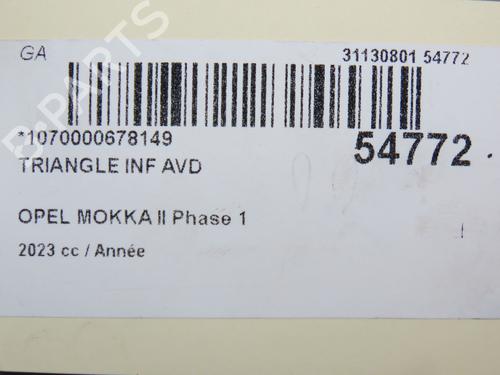 GA
31130801 54772
*1070000678149
54772
TRIANGLE INF AVD
OPEL MOKKA II Phase 1
2023 cc / Année
B-PARTS